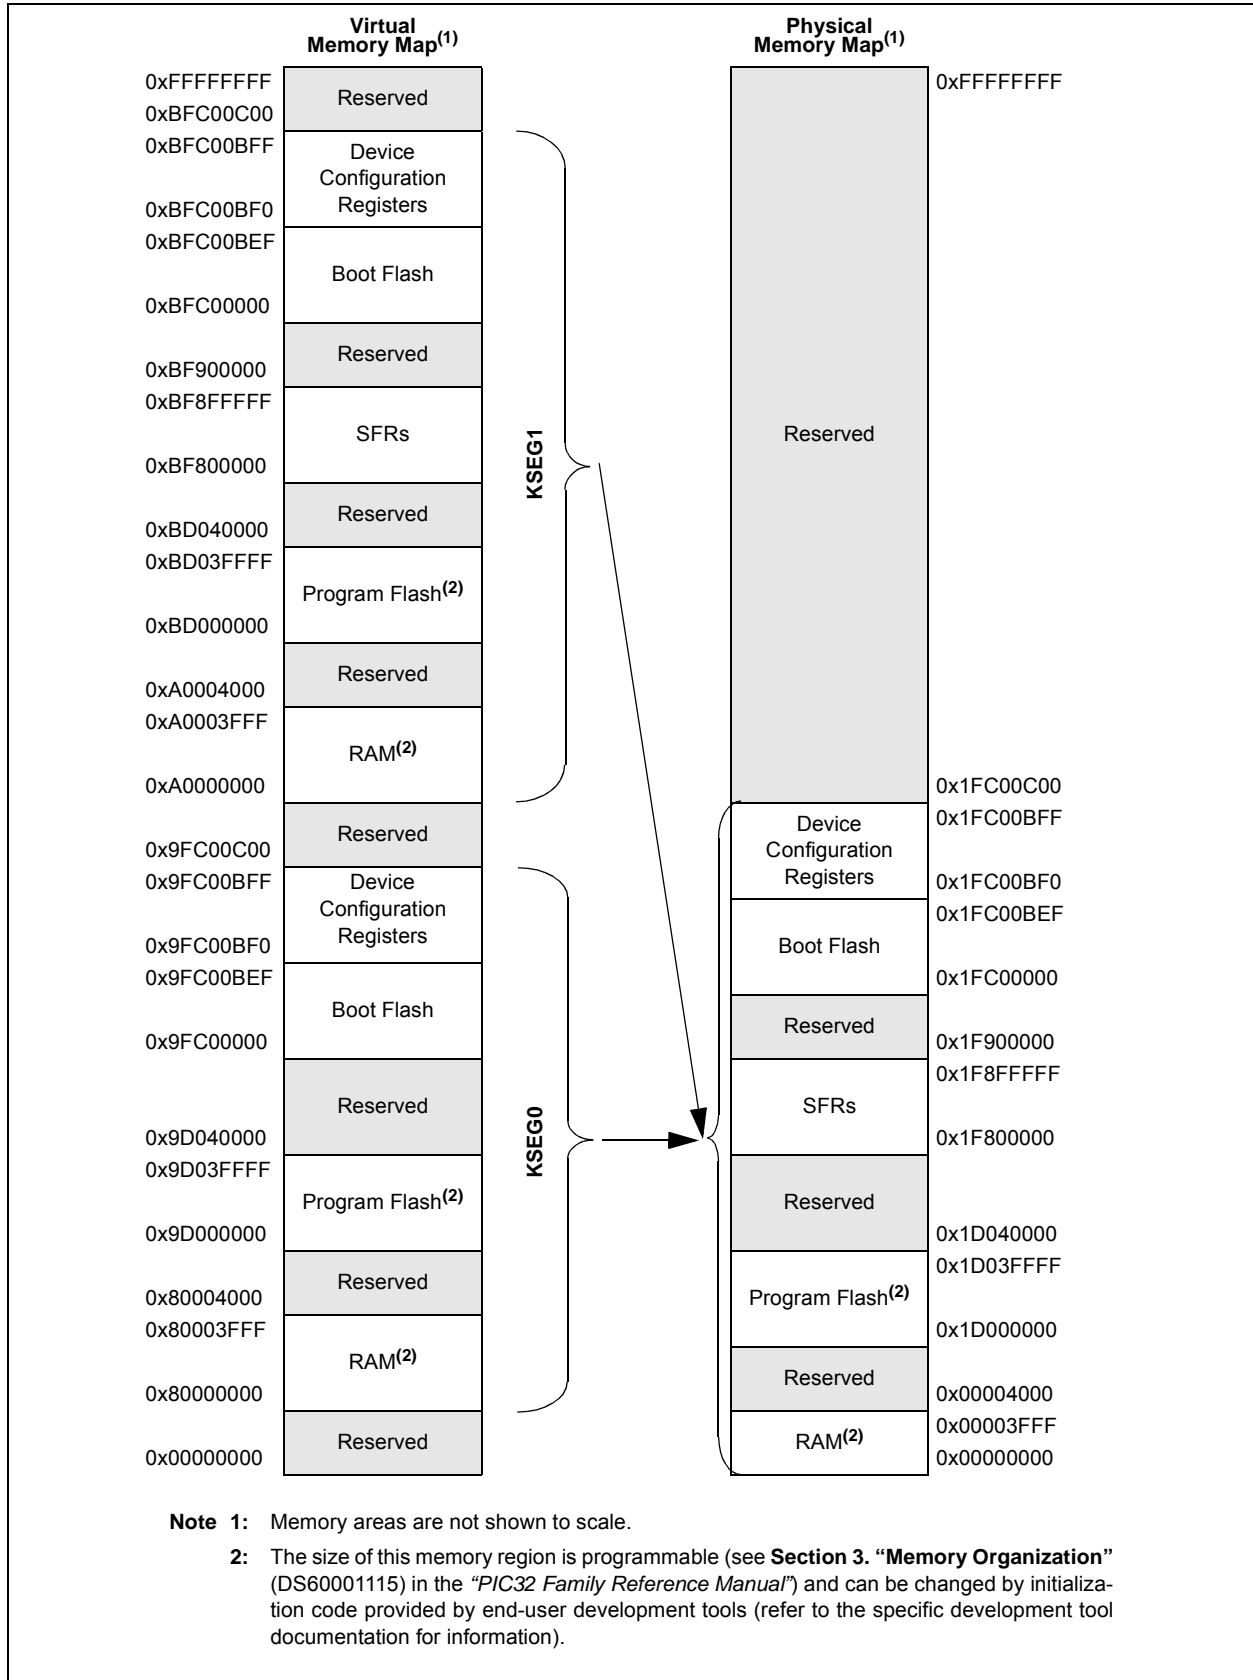 Virtual
Memory Map(1)
0xFFFFFFFF
Reserved
0xBFC00C00
0xBFC00BFF
Device
Configuration
Registers
0xBFC00BF0
0xBFC00BEF
Boot Flash
0xBFC00000
Reserved
0xBF900000
0xBF8FFFFF
SFRs
0xBF800000
Reserved
0xBD040000
0xBD03FFFF
Program Flash(2)
0xBD000000
Reserved
0xA0004000
0xA0003FFF
RAM(2)
0xA0000000
Reserved
0x9FC00C00
0x9FC00BFF
Device
Configuration
Registers
0x9FC00BF0
0x9FC00BEF
Boot Flash
0x9FC00000
Reserved
0x9D040000
0x9D03FFFF
Program Flash(2)
0x9D000000
Reserved
0x80004000
0x80003FFF
RAM(2)
0x80000000
Reserved
0x00000000
KSEG1
KSEG0
Physical
Memory Map(1)
0xFFFFFFFF
Reserved
0x1FC00C00
0x1FC00BFF
Device
Configuration
Registers
0x1FC00BF0
0x1FC00BEF
Boot Flash
0x1FC00000
Reserved
0x1F900000
0x1F8FFFFF
SFRs
0x1F800000
Reserved
0x1D040000
0x1D03FFFF
Program Flash(2)
0x1D000000
Reserved
0x00004000
0x00003FFF
RAM(2)
0x00000000
Note 1: Memory areas are not shown to scale.
2: The size of this memory region is programmable (see Section 3. “Memory Organization”
(DS60001115) in the “PIC32 Family Reference Manual”) and can be changed by initializa-
tion code provided by end-user development tools (refer to the specific development tool
documentation for information).